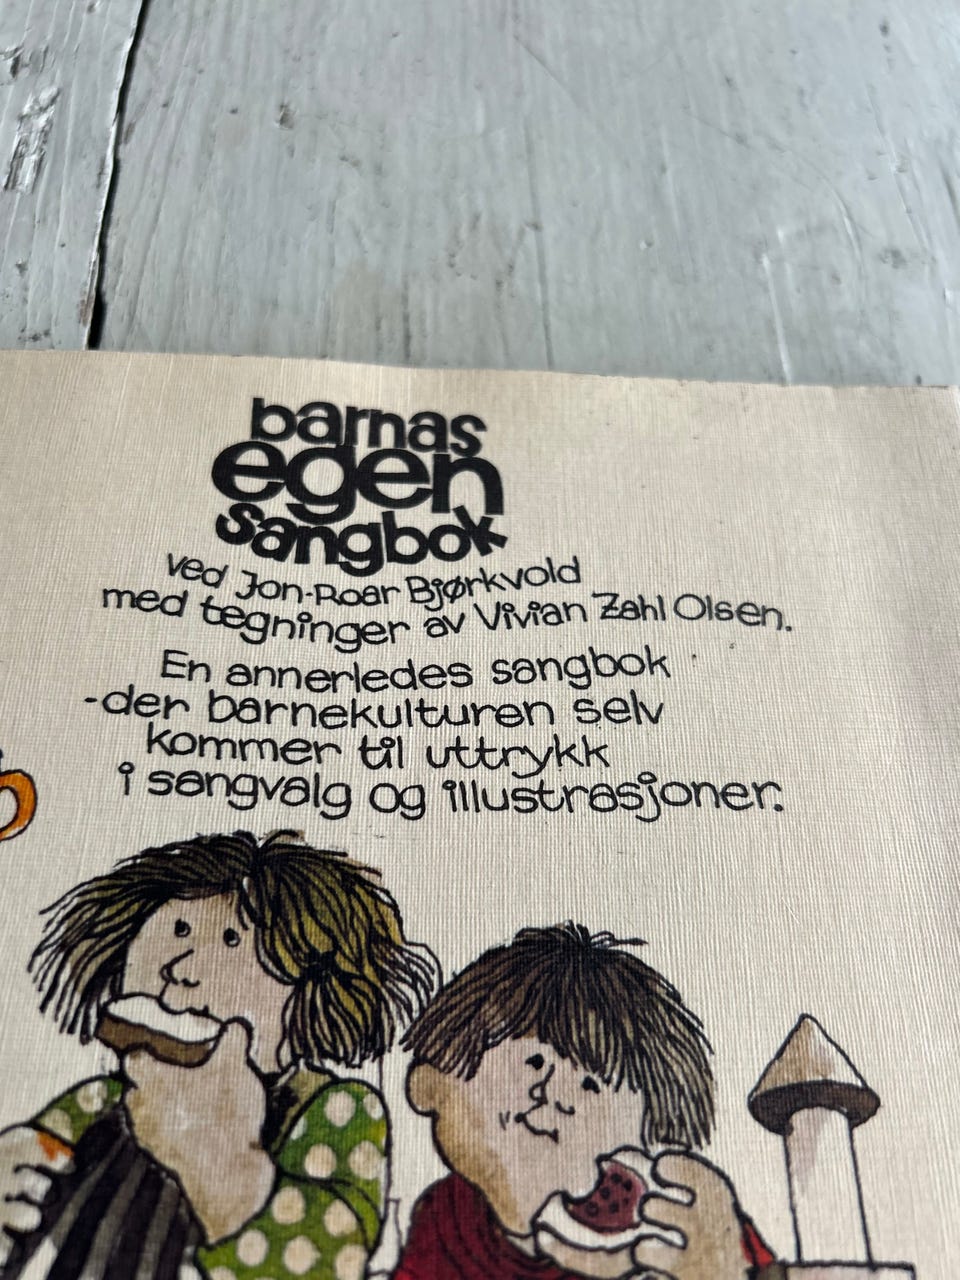 barnas
egen
sangbok
ved Jon-Roar Bjørkvold
med tegninger av Vivian Zahl Olsen.
En annerledes sangbok
-der barnekulturen selv
kommer til uttrykk
i sangvalg og illustrasjoner.